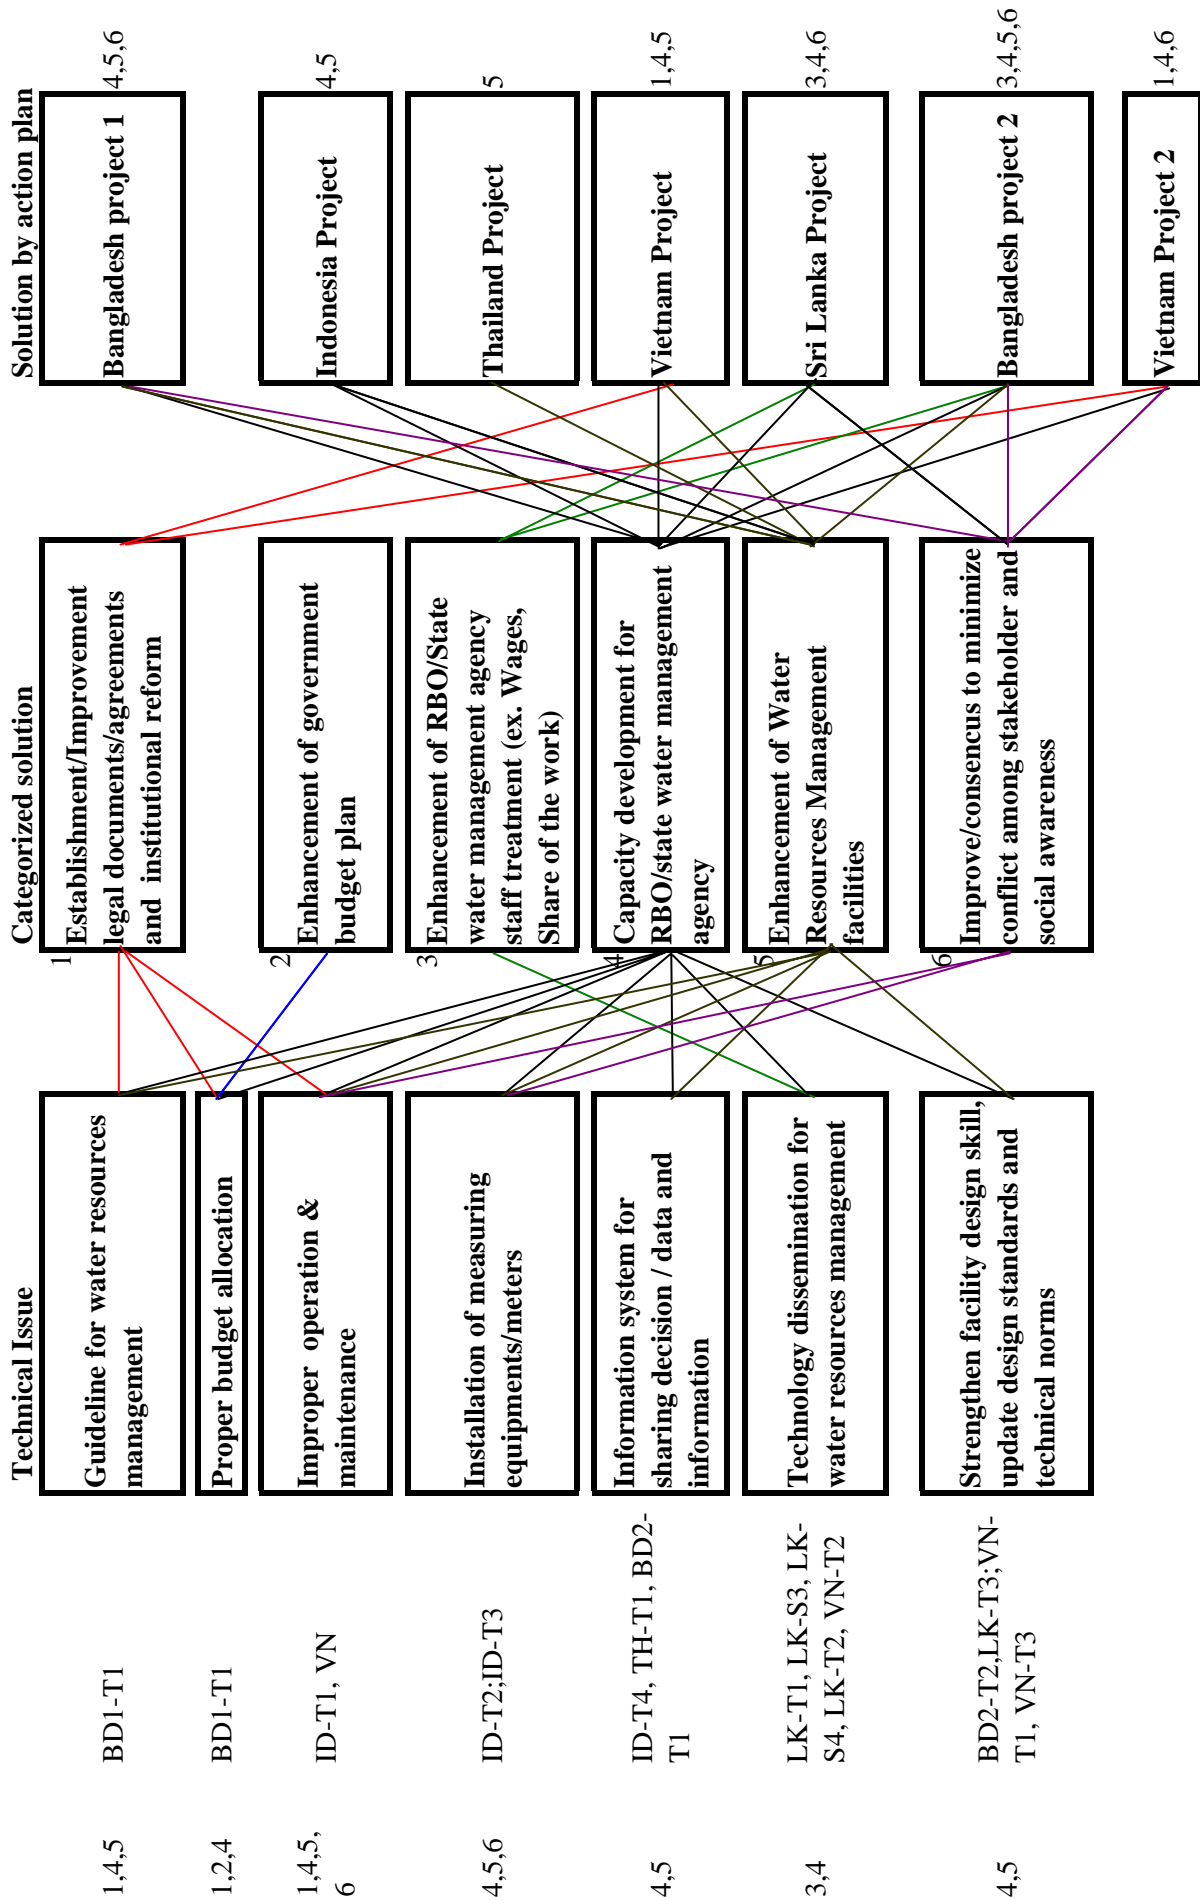 Technical Issue
Categorized solution
Solution by action plan
1,4,5
BD1-T1
Guideline for water resources
management
1
Establishment/Improvement
legal documents/agreements
and institutional reform
Bangladesh project 1
4,5,6
1,2,4
BD1-T1
Proper budget allocation
1,4,5,
6
ID-T1, VN
Improper operation &
maintenance
2
Enhancement of government
budget plan
Indonesia Project
4,5
4,5,6
ID-T2;ID-T3
Installation of measuring
equipments/meters
3
Enhancement of RBO/State
water management agency
staff treatment (ex. Wages,
Share of the work)
Thailand Project
5
4,5
ID-T4, TH-T1, BD2-
T1
Information system for
sharing decision / data and
information
4
Capacity development for
RBO/state water management
agency
Vietnam Project
1,4,5
3,4
LK-T1, LK-S3, LK-
S4, LK-T2, VN-T2
Technology dissemination for
water resources management
5
Enhancement of Water
Resources Management
facilities
Sri Lanka Project
3,4,6
4,5
BD2-T2,LK-T3;VN-
T1, VN-T3
Strengthen facility design skill,
update design standards and
technical norms
6
Improve/consencus to minimize
conflict among stakeholder and
social awareness
Bangladesh project 2
3,4,5,6
Vietnam Project 2
1,4,6